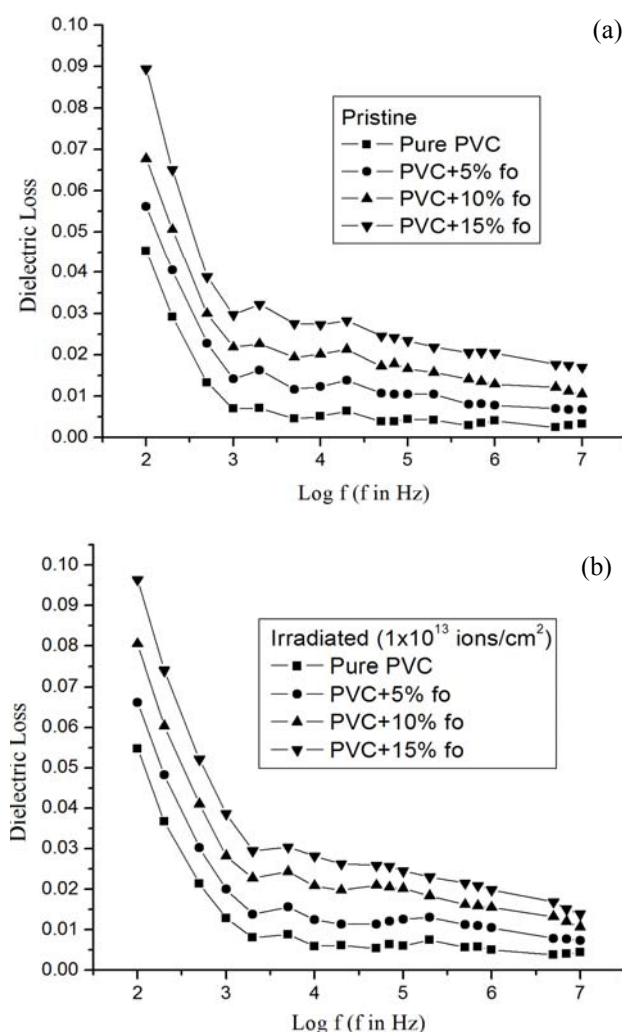 (a)
0.10
0.09
0.08
0.07
0.06
0.05
0.04
0.03
0.02
0.01
0.00
Dielectric Loss
Pristine
Pure PVC
PVC+5% fo
PVC+10% fo
PVC+15% fo
2 3 4 5 6 7
Log f (f in Hz)
(b)
0.10
0.09
0.08
0.07
0.06
0.05
0.04
0.03
0.02
0.01
0.00
Dielectric Loss
Irradiated (1x10¹³ ions/cm²)
Pure PVC
PVC+5% fo
PVC+10% fo
PVC+15% fo
2 3 4 5 6 7
Log f (f in Hz)